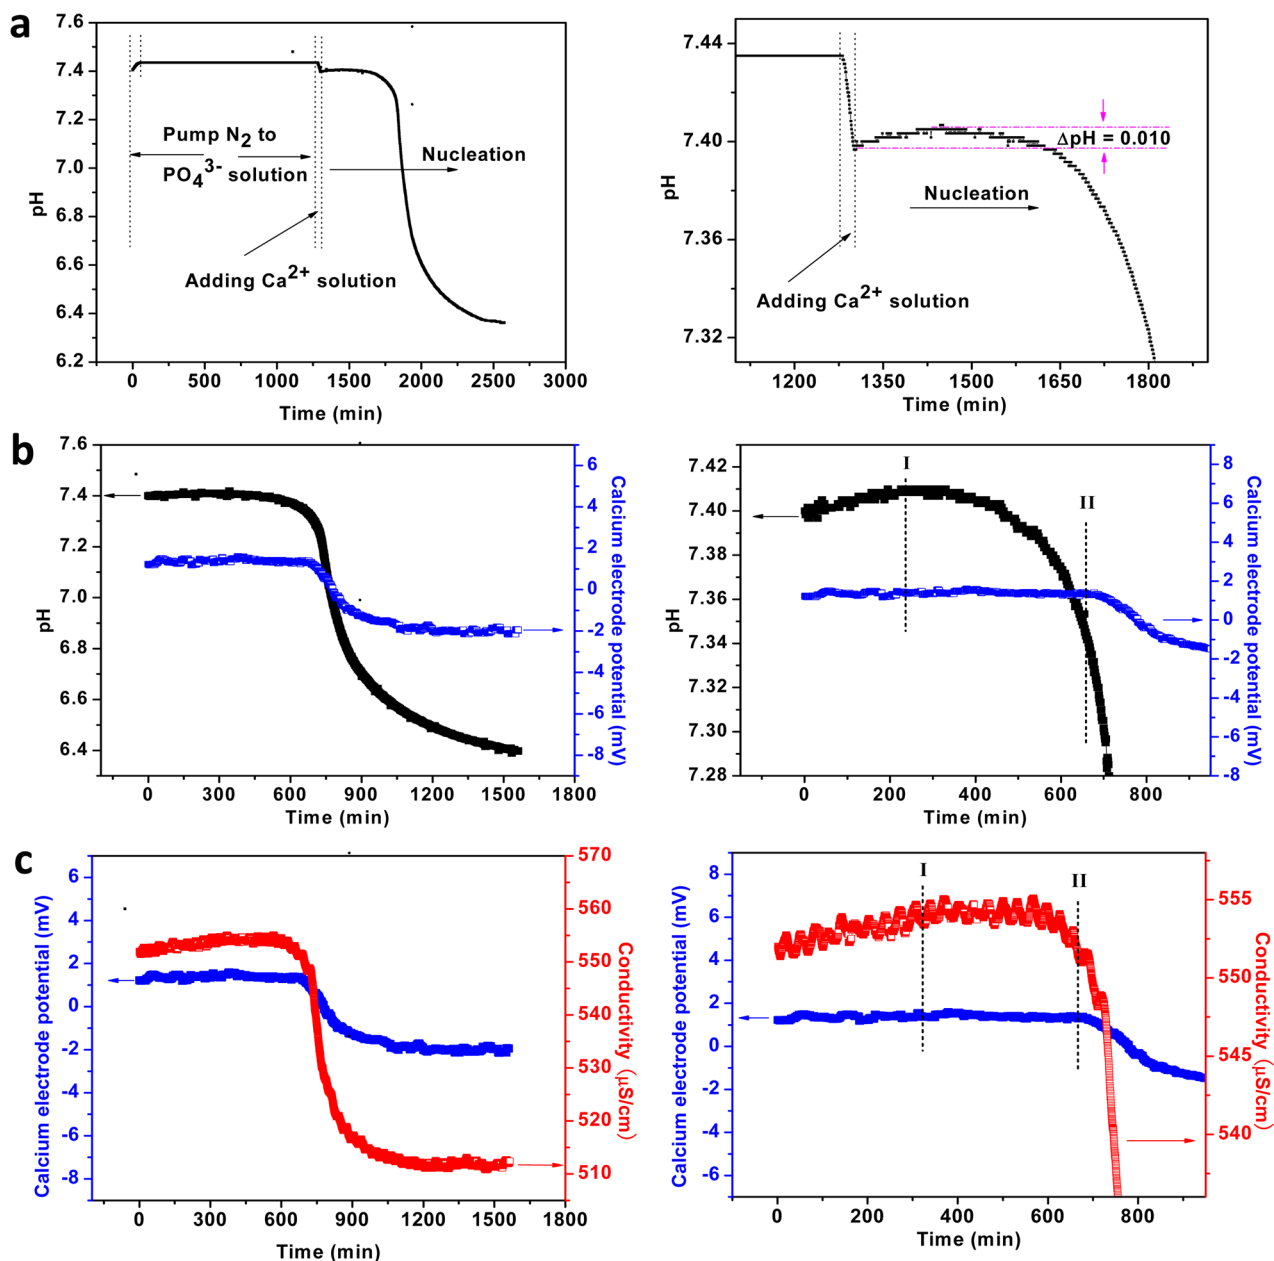 a
7.6
7.4
7.2
7.0
6.8
6.6
6.4
6.2
pH
Pump N2 to
PO4^3- solution
Nucleation
Adding Ca^2+ solution
0 500 1000 1500 2000 2500 3000
Time (min)
7.44
7.40
7.36
7.32
pH
ΔpH = 0.010
Nucleation
Adding Ca^2+ solution
1200 1350 1500 1650 1800
Time (min)
b
7.6
7.4
7.2
7.0
6.8
6.6
6.4
pH
6
4
2
0
-2
-4
-6
-8
Calcium electrode potential (mV)
0 300 600 900 1200 1500 1800
Time (min)
7.42
7.40
7.38
7.36
7.34
7.32
7.30
7.28
pH
I
II
8
6
4
2
0
-2
-4
-6
-8
Calcium electrode potential (mV)
0 200 400 600 800
Time (min)
c
6
4
2
0
-2
-4
-6
-8
Calcium electrode potential (mV)
570
560
550
540
530
520
510
Conductivity (μS/cm)
0 300 600 900 1200 1500 1800
Time (min)
8
6
4
2
0
-2
-4
-6
Calcium electrode potential (mV)
I
II
555
550
545
540
Conductivity (μS/cm)
0 200 400 600 800
Time (min)